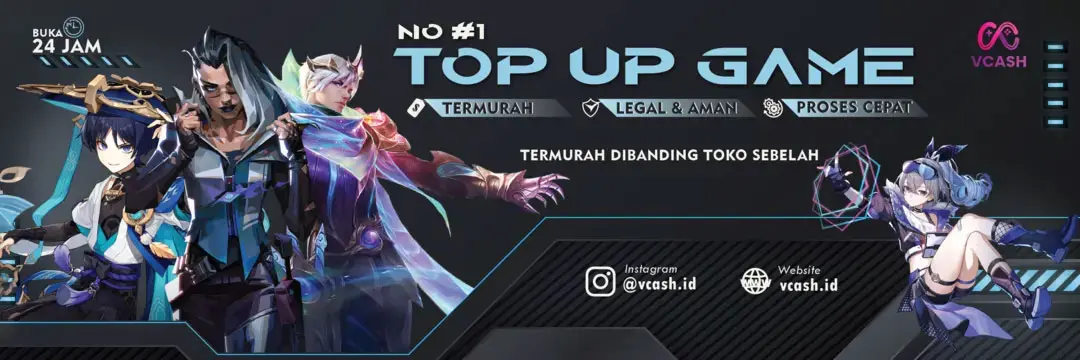 BUKA
24 JAM
NO #1
TOP UP GAME
TERMURAH
LEGAL & AMAN
PROSES CEPAT
TERMURAH DIBANDING TOKO SEBELAH
VCASH
Instagram
@vcash.id
Website
vcash.id
WWW
$